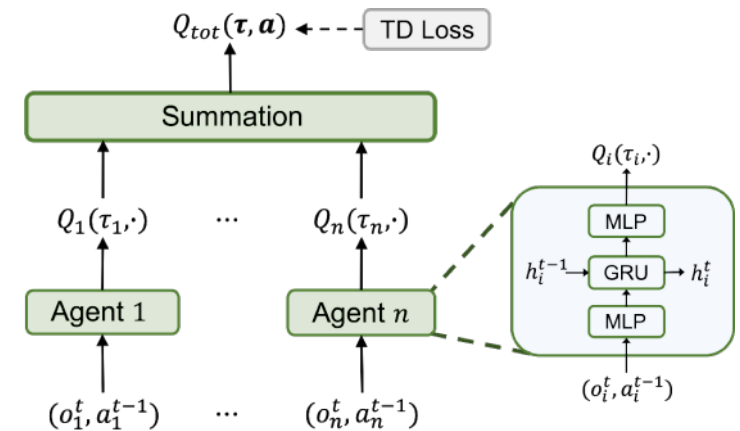 Q_{tot}(τ, a)
TD Loss
Summation
Q_1(τ_1,·)
⋯
Q_n(τ_n,·)
Agent 1
Agent n
(o_1^t, a_1^{t−1})
⋯
(o_n^t, a_n^{t−1})
Q_i(τ_i,·)
MLP
h_i^{t−1}
GRU
h_i^t
MLP
(o_i^t, a_i^{t−1})